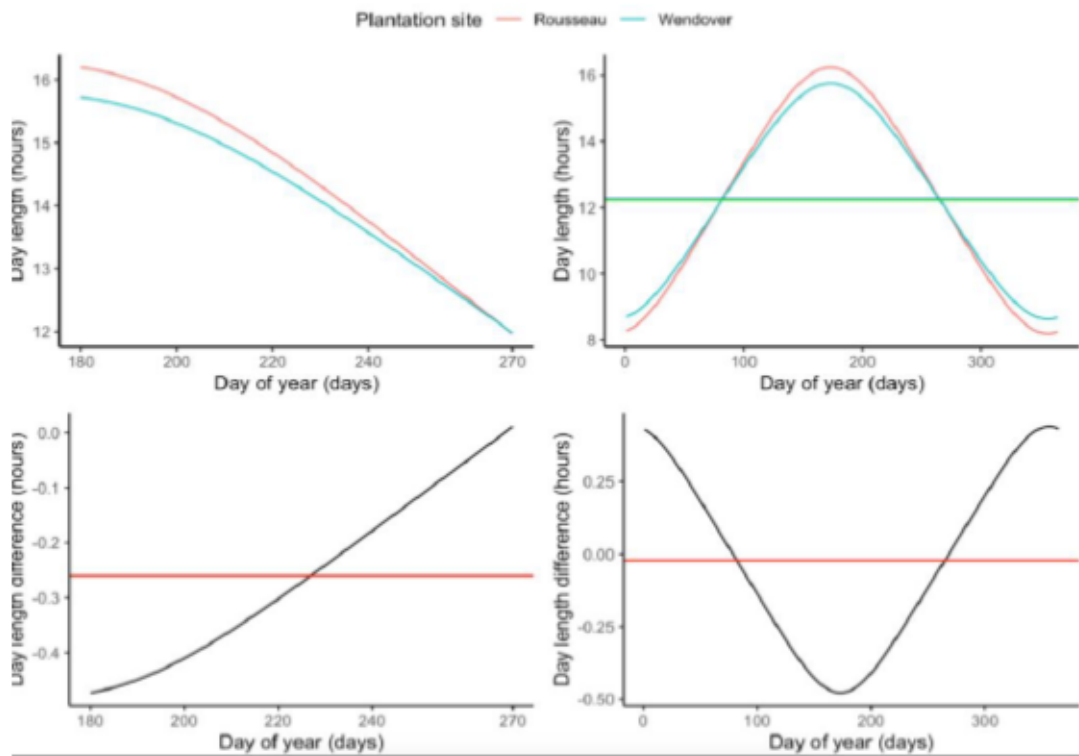 Plantation site Rousseau Wendover
Day length (hours)
16
15
14
13
12
180 200 220 240 270
Day of year (days)
Day length (hours)
16
14
12
10
8
0 100 200 300
Day of year (days)
Day length difference (hours)
0.0
-0.1
-0.2
-0.3
-0.4
180 200 220 240 270
Day of year (days)
Day length difference (hours)
0.25
0.00
-0.25
-0.50
0 100 200 300
Day of year (days)